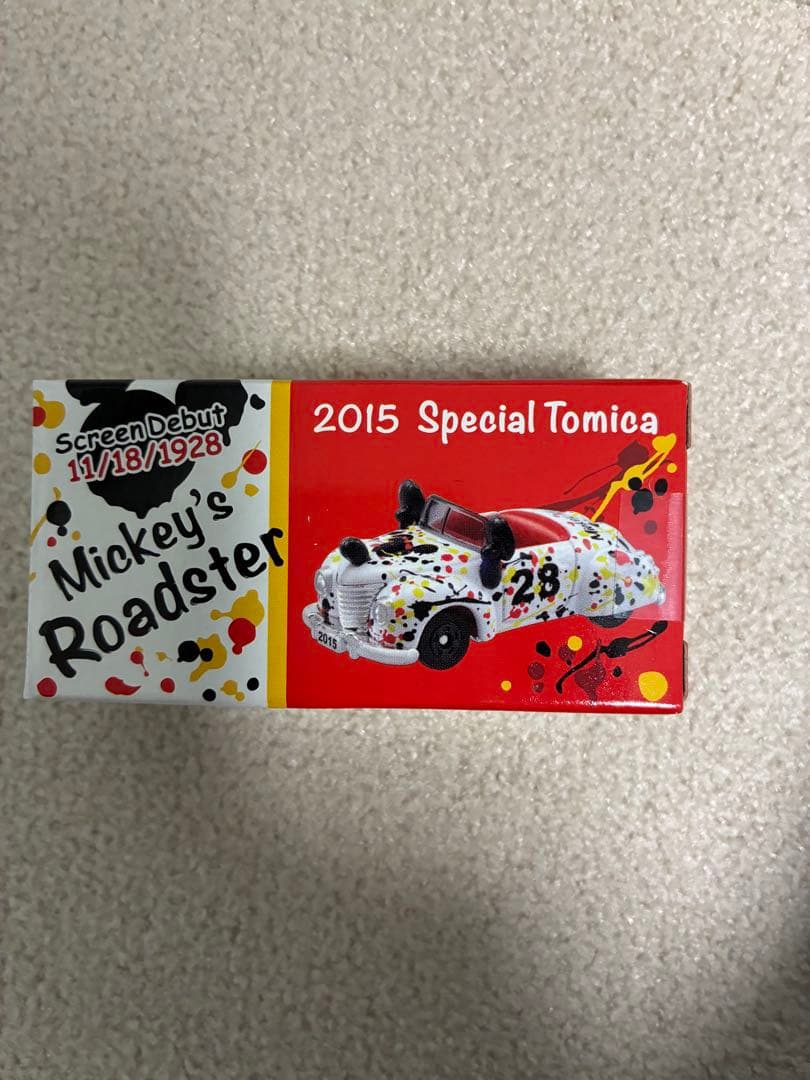 Screen Debut
11/18/1928
Mickey's
Roadster
2015 Special Tomica
28
2015